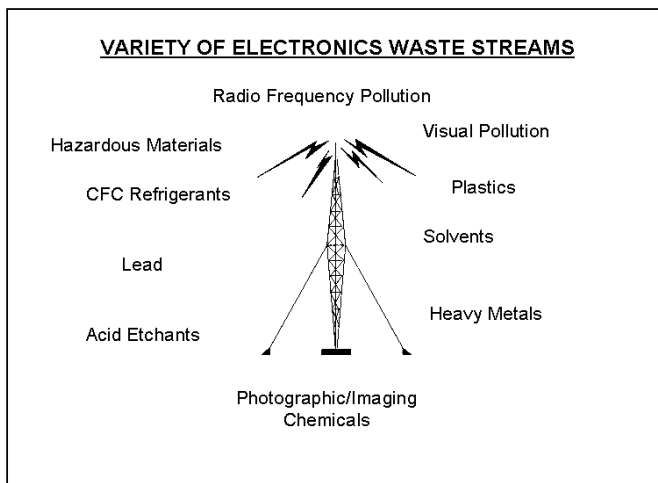 VARIETY OF ELECTRONICS WASTE STREAMS
Radio Frequency Pollution
Visual Pollution
Hazardous Materials
Plastics
CFC Refrigerants
Solvents
Lead
Heavy Metals
Acid Etchants
Photographic/Imaging
Chemicals